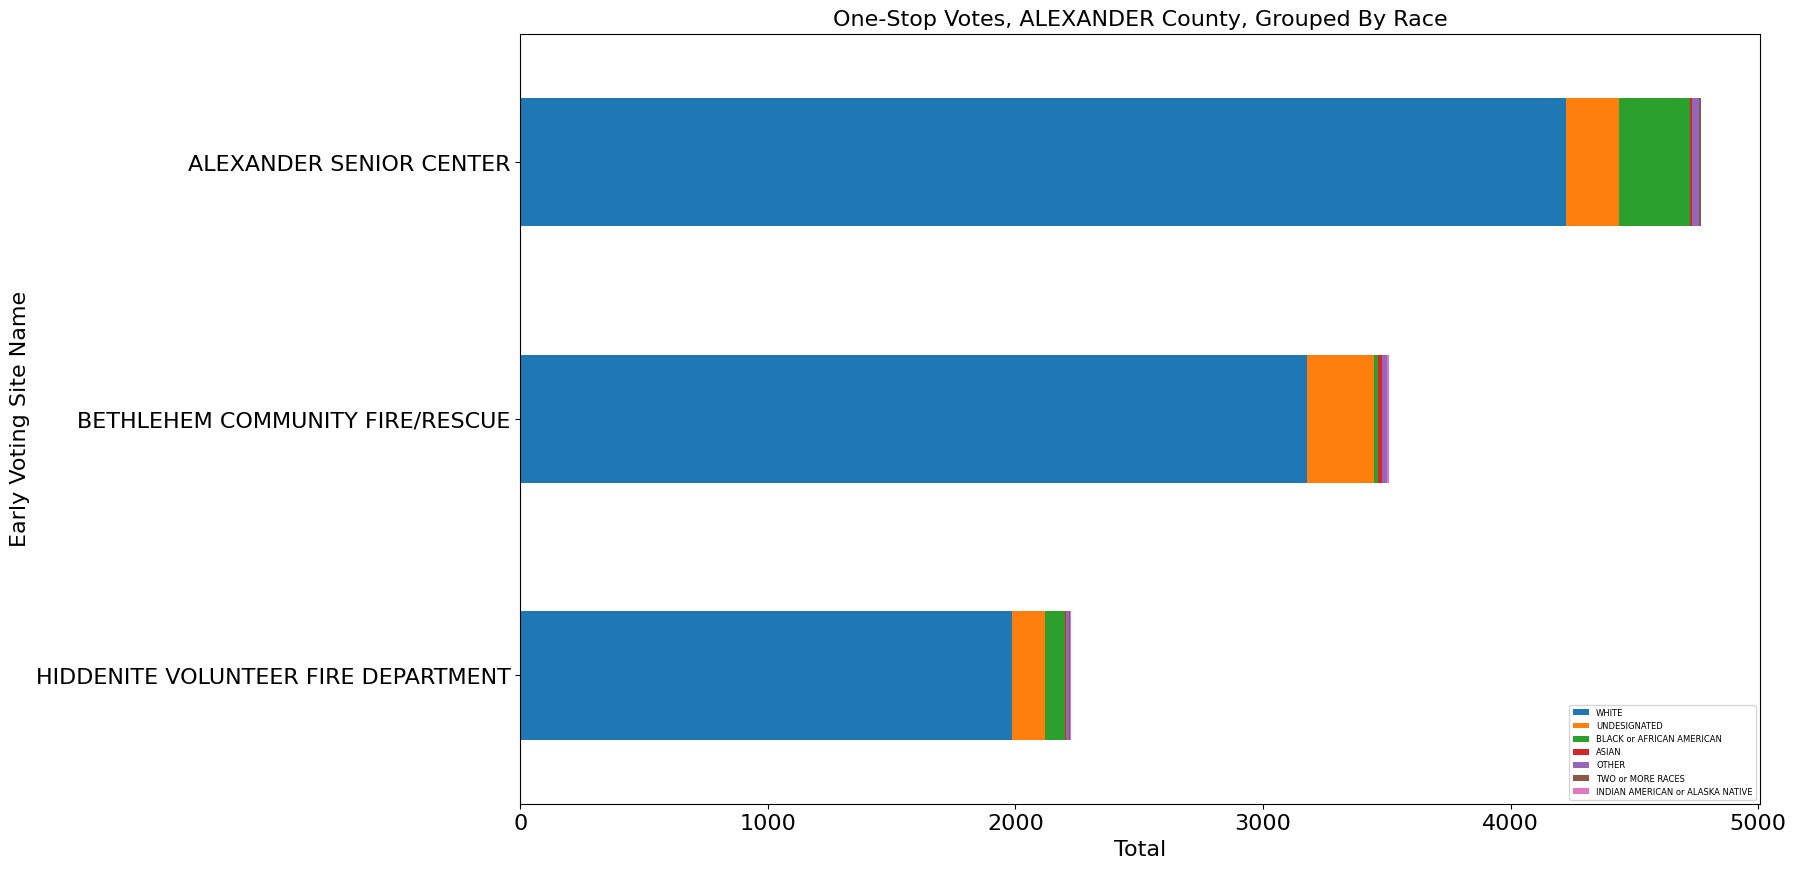 One-Stop Votes, ALEXANDER County, Grouped By Race
Early Voting Site Name
ALEXANDER SENIOR CENTER
BETHLEHEM COMMUNITY FIRE/RESCUE
HIDDENITE VOLUNTEER FIRE DEPARTMENT
WHITE
UNDESIGNATED
BLACK or AFRICAN AMERICAN
ASIAN
OTHER
TWO or MORE RACES
INDIAN AMERICAN or ALASKA NATIVE
0 1000 2000 3000 4000 5000
Total